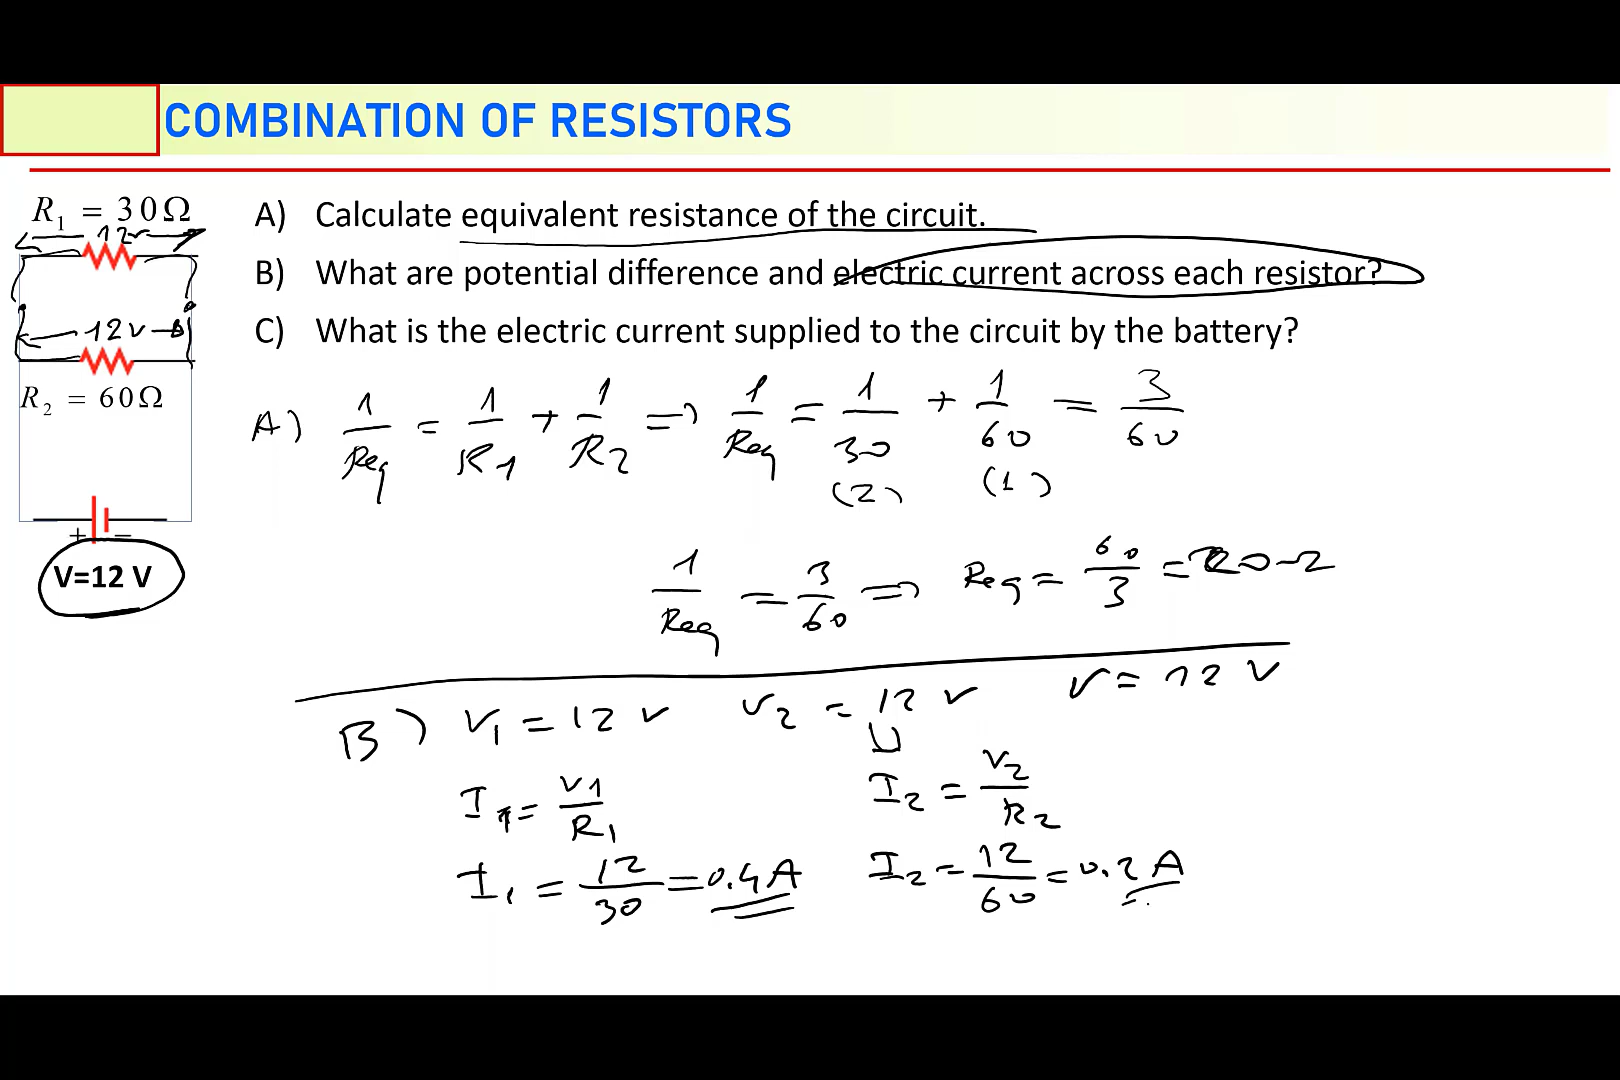 COMBINATION OF RESISTORS
R₁ = 30Ω
12v
12v
R₂ = 60Ω
+ −
V=12 V
A) Calculate equivalent resistance of the circuit.
B) What are potential difference and electric current across each resistor?
C) What is the electric current supplied to the circuit by the battery?
A) 1/Req = 1/R1 + 1/R2 => 1/Req = 1/30 + 1/60 = 3/60
(2) (1)
1/Req = 3/60 => Req = 60/3 = 20 Ω
B) V1 = 12 V V2 = 12 V V = 12 V
I1 = V1/R1 I2 = V2/R2
I1 = 12/30 = 0.4A I2 = 12/60 = 0.2A